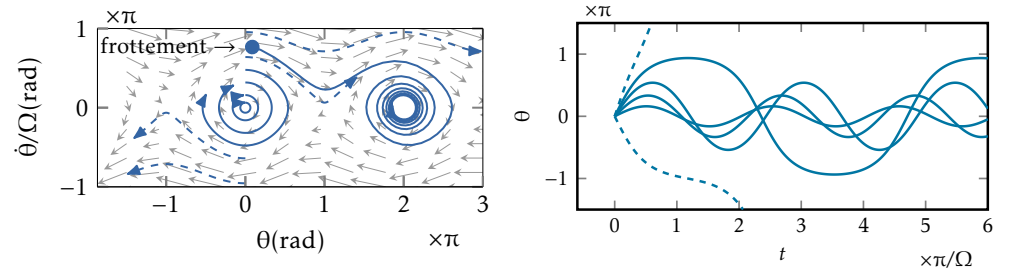 ×π
1
frottement →
0
−1
θ̇/Ω(rad)
−1 0 1 2 3
θ(rad)
×π
×π
1
0
−1
θ
0 1 2 3 4 5 6
t
×π/Ω